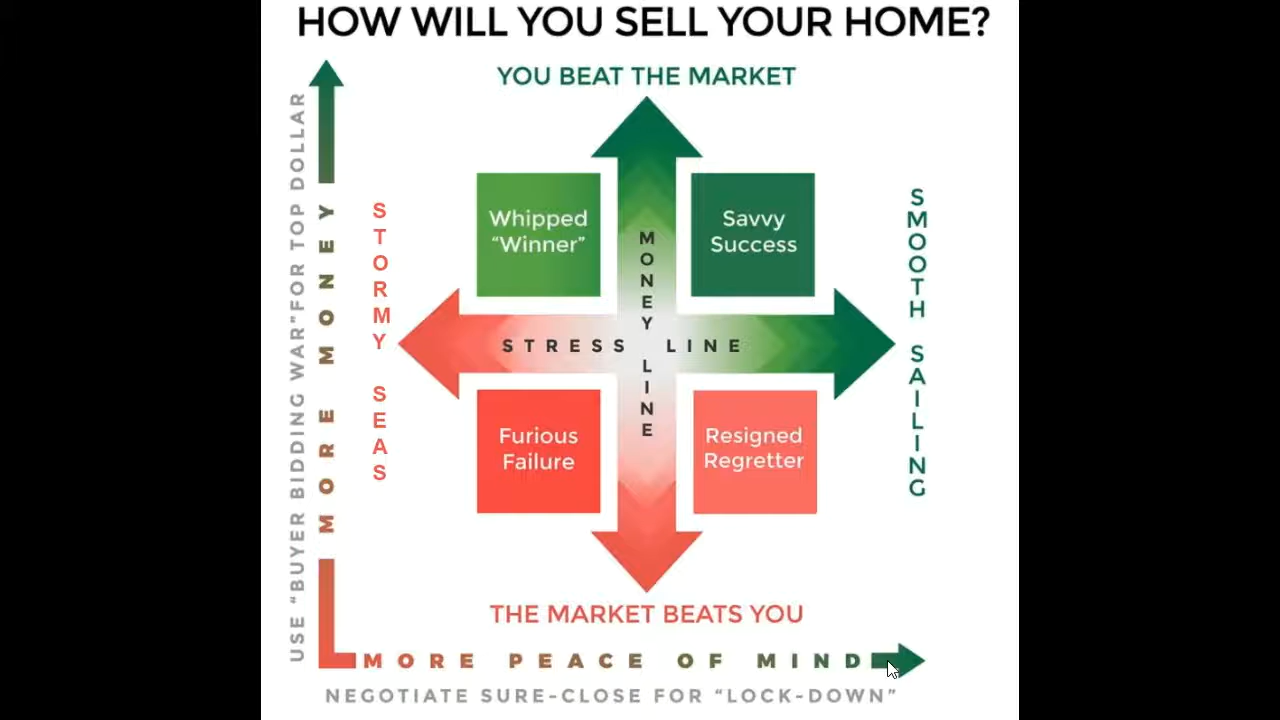 HOW WILL YOU SELL YOUR HOME?
YOU BEAT THE MARKET
USE "BUYER BIDDING WAR"FOR TOP DOLLAR
MORE MONEY
STORMY SEAS
Whipped
“Winner”
Savvy
Success
SMOOTH SAILING
MONEY LINE
STRESS LINE
Furious
Failure
Resigned
Regretter
THE MARKET BEATS YOU
MORE PEACE OF MIND
NEGOTIATE SURE-CLOSE FOR “LOCK-DOWN”